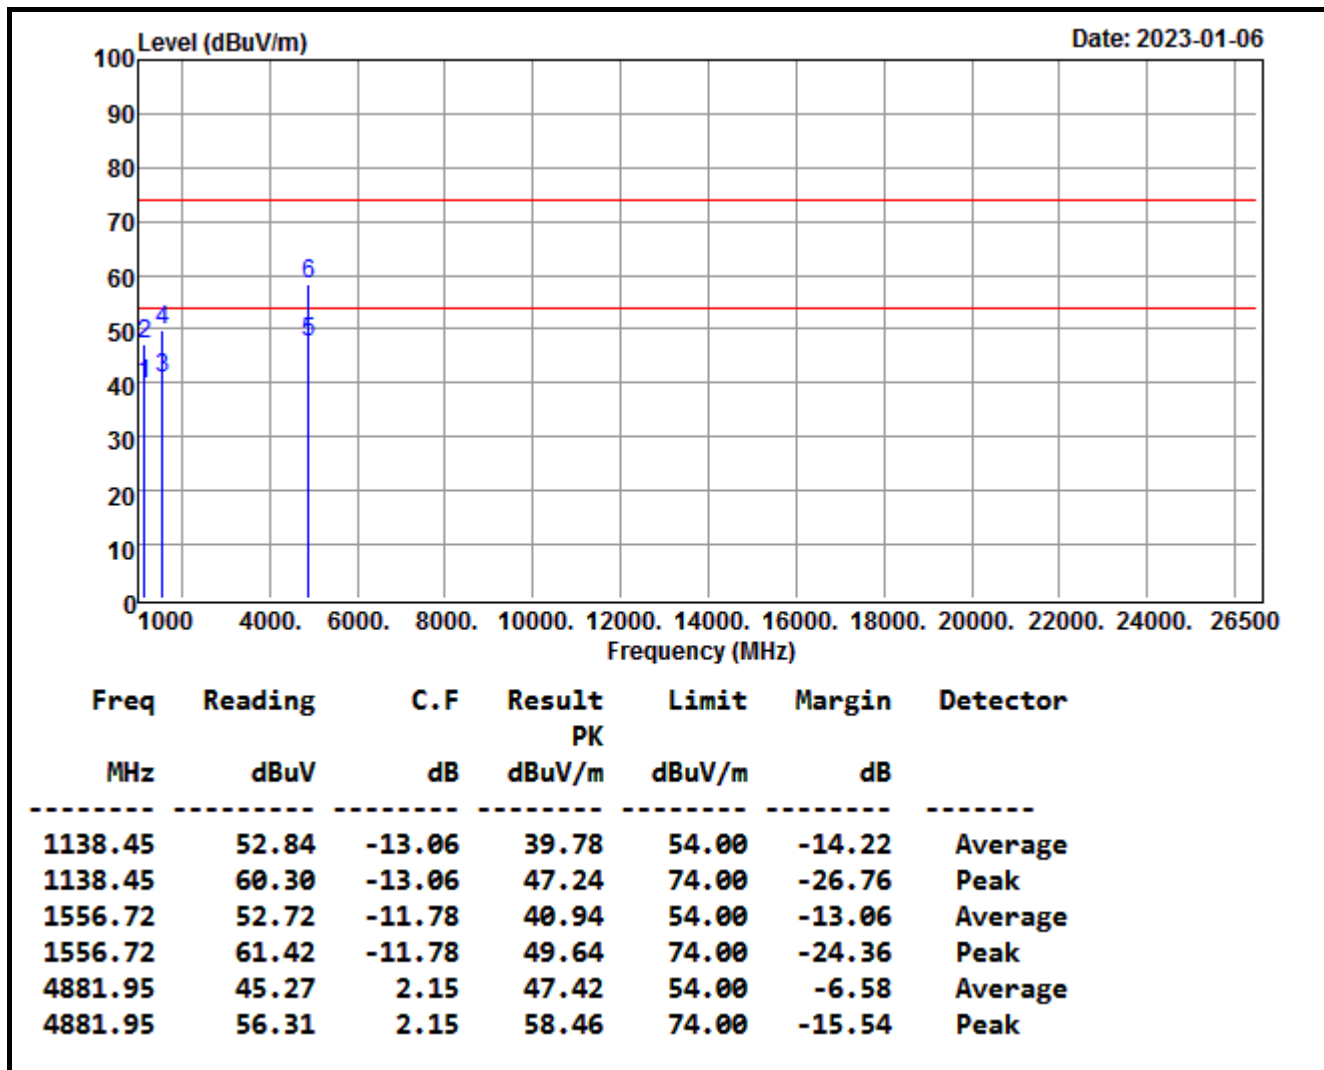 Level (dBuV/m) Date: 2023-01-06
100
90
80
70
60
50
40
30
20
10
0
6
4
2
5
3
1
1000 4000. 6000. 8000. 10000. 12000. 14000. 16000. 18000. 20000. 22000. 24000. 26500
Frequency (MHz)
Freq Reading C.F Result Limit Margin Detector
PK
MHz dBuV dB dBuV/m dBuV/m dB
-------- --------- -------- -------- -------- -------- -------
1138.45 52.84 -13.06 39.78 54.00 -14.22 Average
1138.45 60.30 -13.06 47.24 74.00 -26.76 Peak
1556.72 52.72 -11.78 40.94 54.00 -13.06 Average
1556.72 61.42 -11.78 49.64 74.00 -24.36 Peak
4881.95 45.27 2.15 47.42 54.00 -6.58 Average
4881.95 56.31 2.15 58.46 74.00 -15.54 Peak